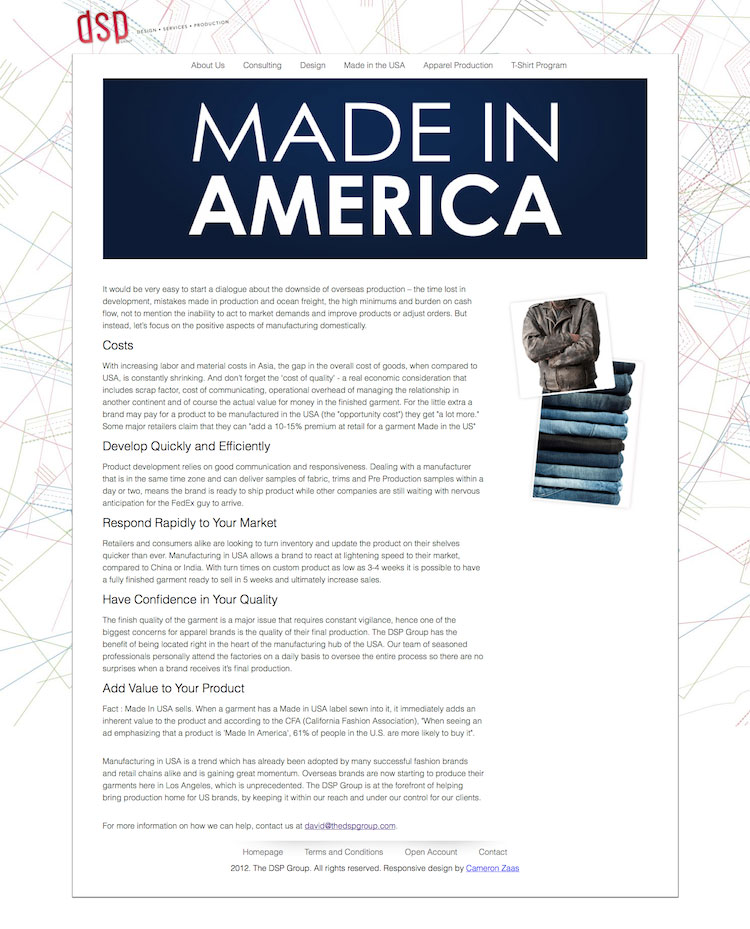 dsp
DESIGN • SERVICES • PRODUCTION
About Us Consulting Design Made in the USA Apparel Production T-Shirt Program
MADE IN
AMERICA
It would be very easy to start a dialogue about the downside of overseas production – the time lost in
development, mistakes made in production and ocean freight, the high minimums and burden on cash
flow, not to mention the inability to act to market demands and improve products or adjust orders. But
instead, let's focus on the positive aspects of manufacturing domestically.
Costs
With increasing labor and material costs in Asia, the gap in the overall cost of goods, when compared to
USA, is constantly shrinking. And don't forget the 'cost of quality' - a real economic consideration that
includes scrap factor, cost of communicating, operational overhead of managing the relationship in
another continent and of course the actual value for money in the finished garment. For the little extra a
brand may pay for a product to be manufactured in the USA (the "opportunity cost") they get "a lot more."
Some major retailers claim that they can "add a 10-15% premium at retail for a garment Made in the US"
Develop Quickly and Efficiently
Product development relies on good communication and responsiveness. Dealing with a manufacturer
that is in the same time zone and can deliver samples of fabric, trims and Pre Production samples within a
day or two, means the brand is ready to ship product while other companies are still waiting with nervous
anticipation for the FedEx guy to arrive.
Respond Rapidly to Your Market
Retailers and consumers alike are looking to turn inventory and update the product on their shelves
quicker than ever. Manufacturing in USA allows a brand to react at lightening speed to their market,
compared to China or India. With turn times on custom product as low as 3-4 weeks it is possible to have
a fully finished garment ready to sell in 5 weeks and ultimately increase sales.
Have Confidence in Your Quality
The finish quality of the garment is a major issue that requires constant vigilance, hence one of the
biggest concerns for apparel brands is the quality of their final production. The DSP Group has the
benefit of being located right in the heart of the manufacturing hub of the USA. Our team of seasoned
professionals personally attend the factories on a daily basis to oversee the entire process so there are no
surprises when a brand receives it's final production.
Add Value to Your Product
Fact : Made In USA sells. When a garment has a Made in USA label sewn into it, it immediately adds an
inherent value to the product and according to the CFA (California Fashion Association), "When seeing an
ad emphasizing that a product is 'Made In America', 61% of people in the U.S. are more likely to buy it".
Manufacturing in USA is a trend which has already been adopted by many successful fashion brands
and retail chains alike and is gaining great momentum. Overseas brands are now starting to produce their
garments here in Los Angeles, which is unprecedented. The DSP Group is at the forefront of helping
bring production home for US brands, by keeping it within our reach and under our control for our clients.
For more information on how we can help, contact us at david@thedspgroup.com.
Homepage Terms and Conditions Open Account Contact
2012. The DSP Group. All rights reserved. Responsive design by Cameron Zaas